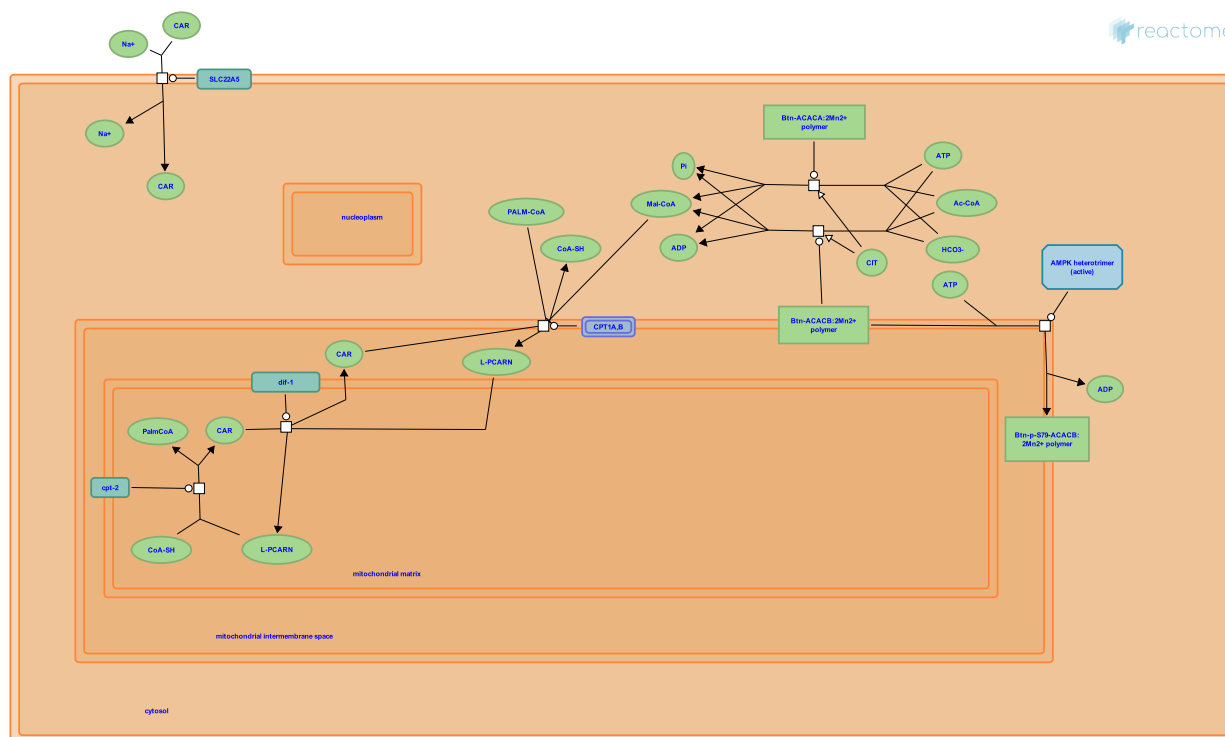 CAR
Na+
reactome
SLC22A5
Na+
CAR
Btn-ACACA:2Mn2+
polymer
ATP
Pi
Ac-CoA
Mal-CoA
PALM-CoA
nucleoplasm
CoA-SH
ADP
HCO3-
CIT
AMPK heterotrimer
(active)
ATP
Btn-ACACB:2Mn2+
polymer
CPT1A,B
CAR
L-PCARN
dif-1
ADP
PalmCoA
CAR
Btn-p-S79-ACACB:
2Mn2+ polymer
cpt-2
CoA-SH
L-PCARN
mitochondrial matrix
mitochondrial intermembrane space
cytosol